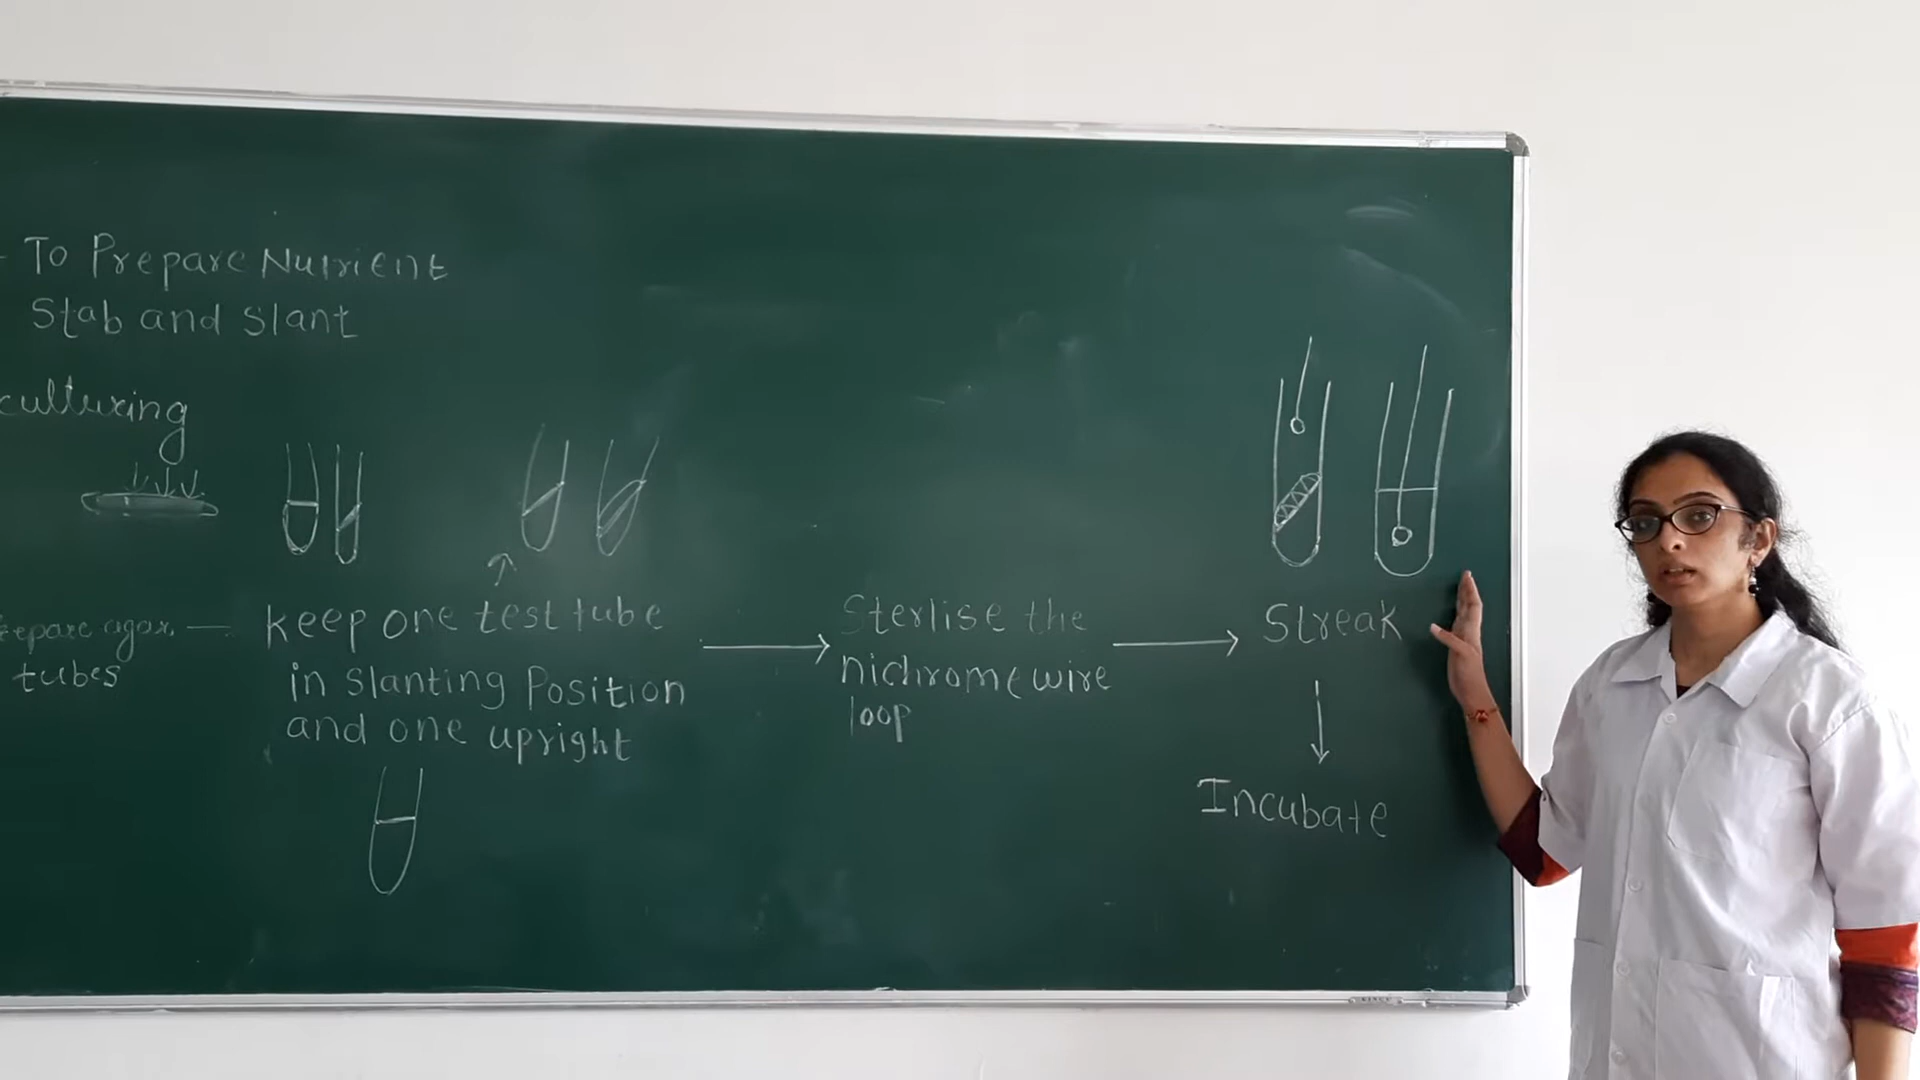 To Prepare Nutrient
Stab and Slant
culturing
repare agar
tubes
keep one test tube
in Slanting Position
and one upright
Sterlise the
nichrome wire
loop
Streak
Incubate